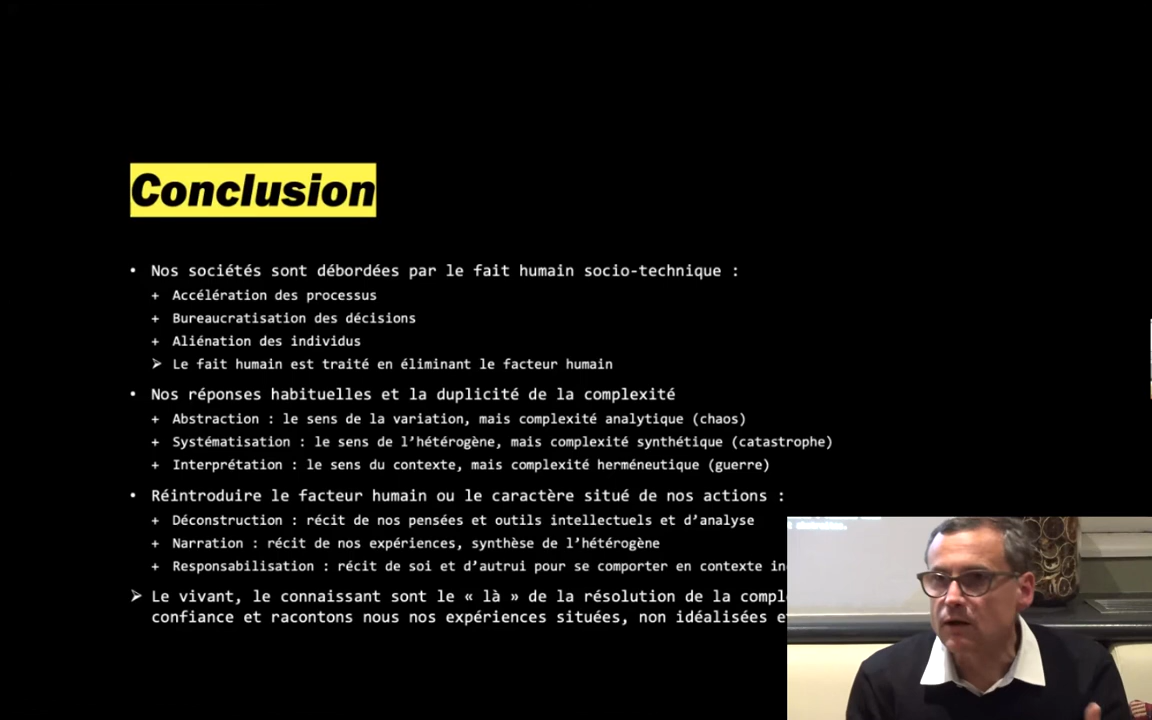 Conclusion
• Nos sociétés sont débordées par le fait humain socio-technique :
+ Accélération des processus
+ Bureaucratisation des décisions
+ Aliénation des individus
➢ Le fait humain est traité en éliminant le facteur humain
• Nos réponses habituelles et la duplicité de la complexité
+ Abstraction : le sens de la variation, mais complexité analytique (chaos)
+ Systématisation : le sens de l’hétérogène, mais complexité synthétique (catastrophe)
+ Interprétation : le sens du contexte, mais complexité herméneutique (guerre)
• Réintroduire le facteur humain ou le caractère situé de nos actions :
+ Déconstruction : récit de nos pensées et outils intellectuels et d’analyse
+ Narration : récit de nos expériences, synthèse de l’hétérogène
+ Responsabilisation : récit de soi et d’autrui pour se comporter en contexte
➢ Le vivant, le connaissant sont le « là » de la résolution de la
confiance et racontons nous nos expériences situées, non idéalisées